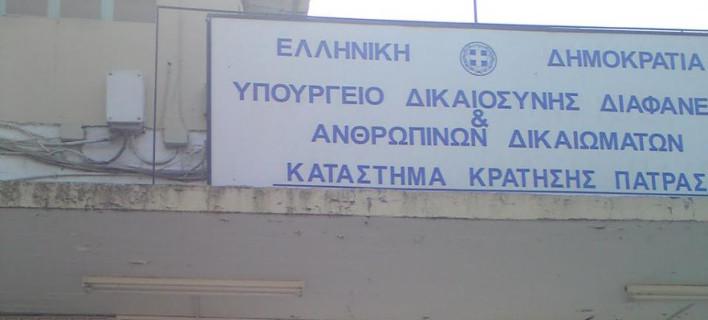 ΕΛΛΗΝΙΚΗ ΔΗΜΟΚΡΑΤΙΑ
ΥΠΟΥΡΓΕΙΟ ΔΙΚΑΙΟΣΥΝΗΣ ΔΙΑΦΑΝΕ
&
ΑΝΘΡΩΠΙΝΩΝ ΔΙΚΑΙΩΜΑΤΩΝ
ΚΑΤΑΣΤΗΜΑ ΚΡΑΤΗΣΗΣ ΠΑΤΡΑΣ